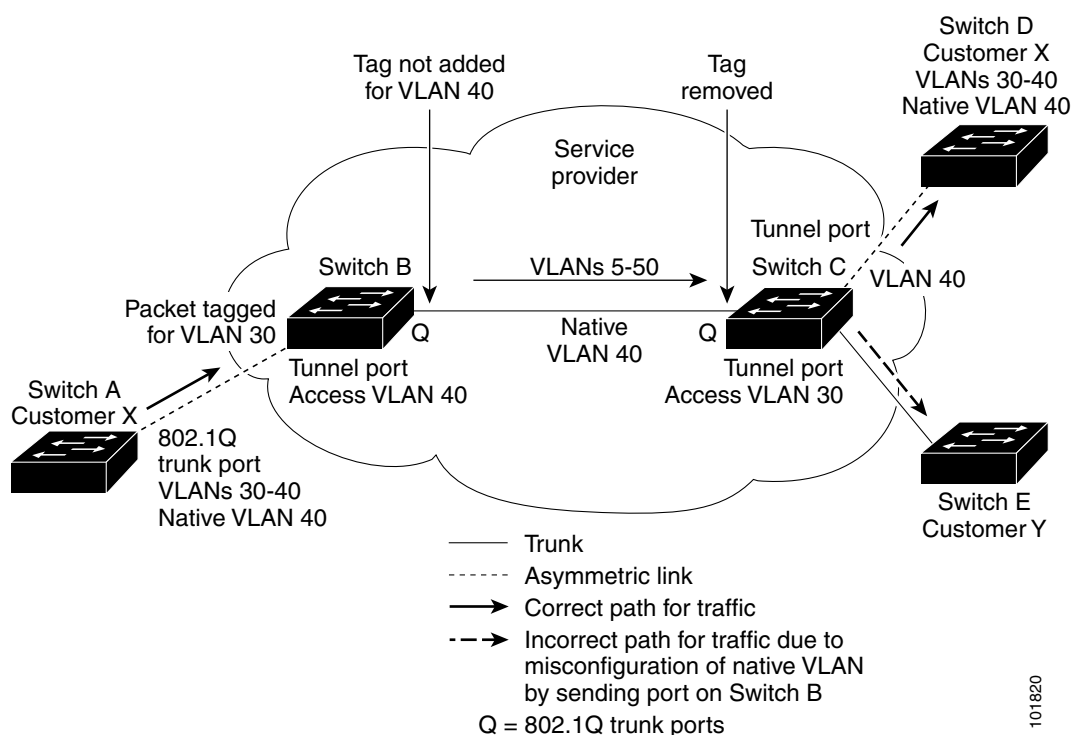 Switch D
Customer X
VLANs 30-40
Native VLAN 40
Tag not added
for VLAN 40
Tag
removed
Service
provider
Tunnel port
Switch B
VLANs 5-50
Switch C
VLAN 40
Packet tagged
for VLAN 30
Q
Native
VLAN 40
Q
Tunnel port
Access VLAN 40
Tunnel port
Access VLAN 30
Switch A
Customer X
802.1Q
trunk port
VLANs 30-40
Native VLAN 40
Switch E
Customer Y
Trunk
Asymmetric link
Correct path for traffic
Incorrect path for traffic due to
misconfiguration of native VLAN
by sending port on Switch B
Q = 802.1Q trunk ports
101820